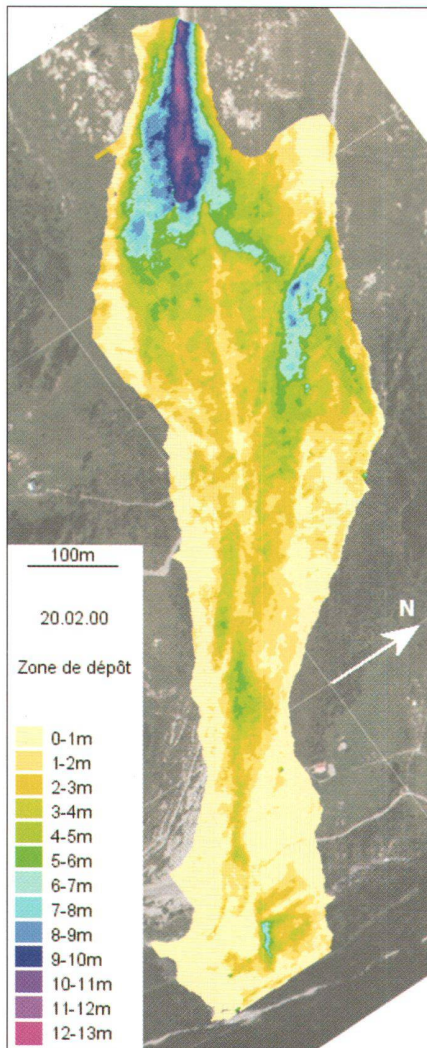 100m
20.02.00
N
Zone de dépôt
0-1m
1-2m
2-3m
3-4m
4-5m
5-6m
6-7m
7-8m
8-9m
9-10m
10-11m
11-12m
12-13m